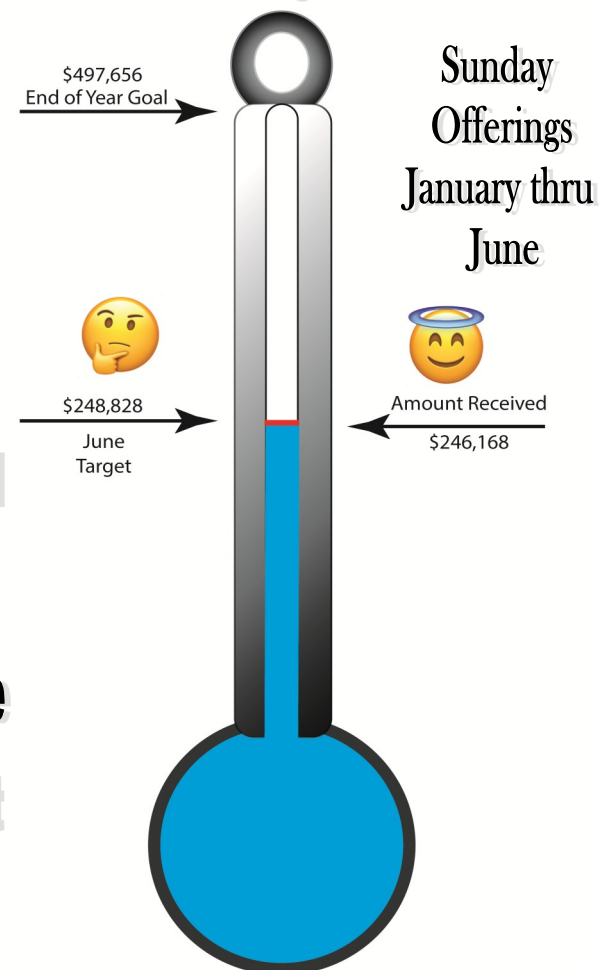 $497,656
End of Year Goal
Sunday
Offerings
January thru
June
$248,828
June
Target
Amount Received
$246,168